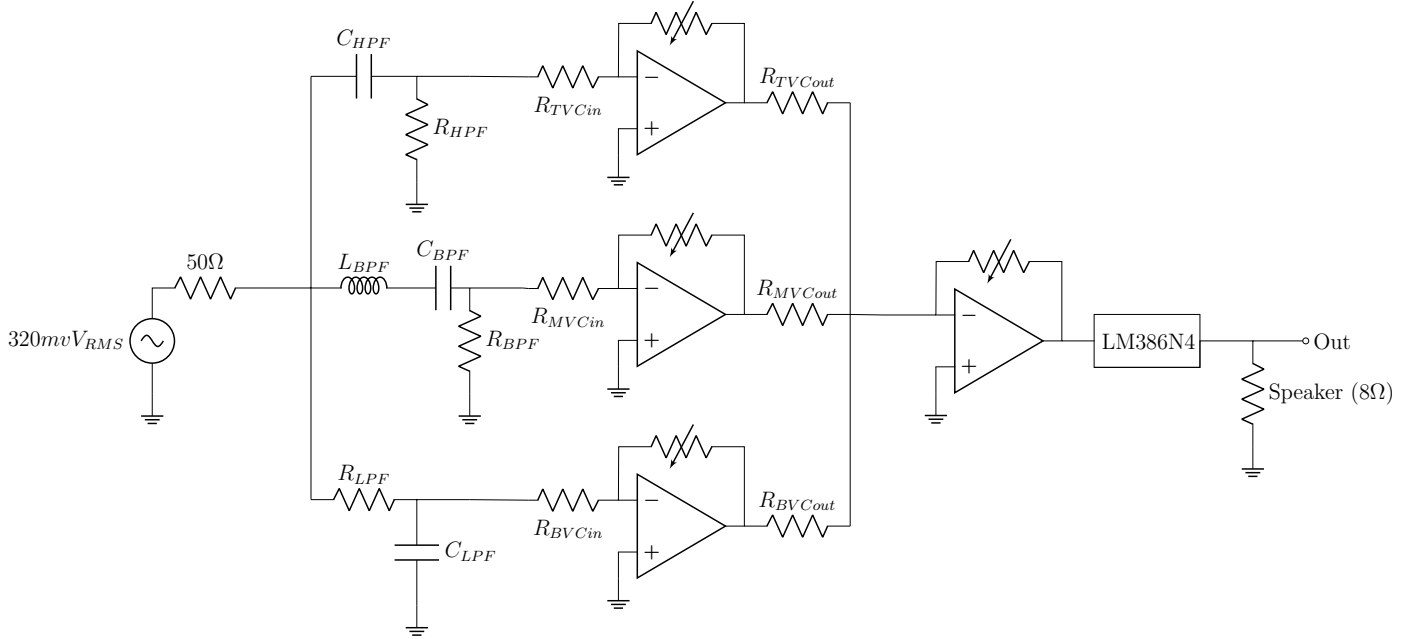 C_{HPF}
R_{TVCin}
R_{TVCout}
R_{HPF}
−
+
50Ω
L_{BPF}
C_{BPF}
R_{MVCin}
R_{MVCout}
R_{BPF}
−
+
320mvV_{RMS}
−
+
LM386N4
Out
Speaker (8Ω)
R_{LPF}
R_{BVCin}
R_{BVCout}
C_{LPF}
−
+